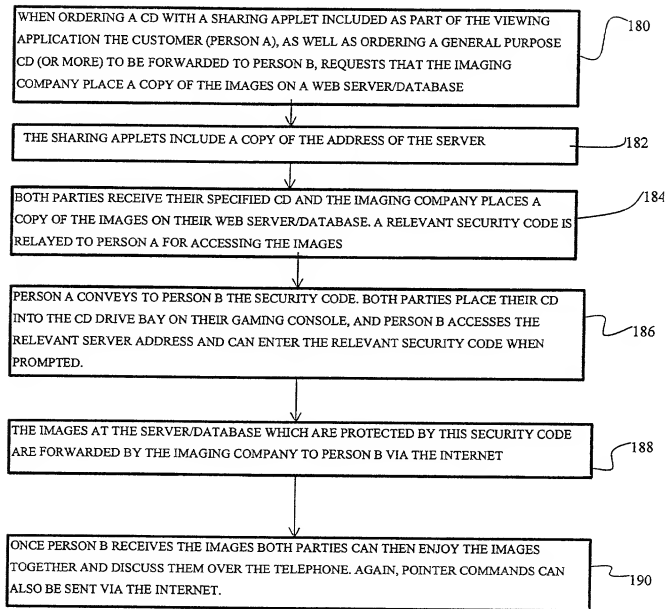 WHEN ORDERING A CD WITH A SHARING APPLET INCLUDED AS PART OF THE VIEWING
APPLICATION THE CUSTOMER (PERSON A), AS WELL AS ORDERING A GENERAL PURPOSE
CD (OR MORE) TO BE FORWARDED TO PERSON B, REQUESTS THAT THE IMAGING
COMPANY PLACE A COPY OF THE IMAGES ON A WEB SERVER/DATABASE
180
THE SHARING APPLETS INCLUDE A COPY OF THE ADDRESS OF THE SERVER
182
BOTH PARTIES RECEIVE THEIR SPECIFIED CD AND THE IMAGING COMPANY PLACES A
COPY OF THE IMAGES ON THEIR WEB SERVER/DATABASE. A RELEVANT SECURITY CODE IS
RELAYED TO PERSON A FOR ACCESSING THE IMAGES
184
PERSON A CONVEYS TO PERSON B THE SECURITY CODE. BOTH PARTIES PLACE THEIR CD
INTO THE CD DRIVE BAY ON THEIR GAMING CONSOLE, AND PERSON B ACCESSES THE
RELEVANT SERVER ADDRESS AND CAN ENTER THE RELEVANT SECURITY CODE WHEN
PROMPTED.
186
THE IMAGES AT THE SERVER/DATABASE WHICH ARE PROTECTED BY THIS SECURITY CODE
ARE FORWARDED BY THE IMAGING COMPANY TO PERSON B VIA THE INTERNET
188
ONCE PERSON B RECEIVES THE IMAGES BOTH PARTIES CAN THEN ENJOY THE IMAGES
TOGETHER AND DISCUSS THEM OVER THE TELEPHONE. AGAIN, POINTER COMMANDS CAN
ALSO BE SENT VIA THE INTERNET.
190